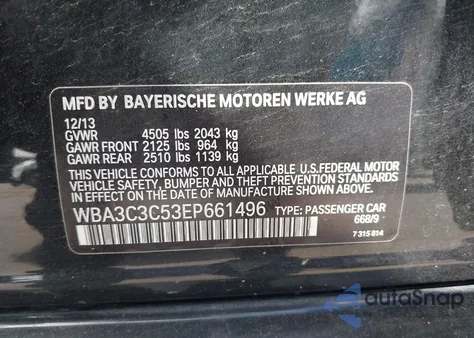 MFD BY BAYERISCHE MOTOREN WERKE AG
12/13
GVWR 4505 lbs 2043 kg
GAWR FRONT 2125 lbs 964 kg
GAWR REAR 2510 lbs 1139 kg
THIS VEHICLE CONFORMS TO ALL APPLICABLE U.S.FEDERAL MOTOR
VEHICLE SAFETY, BUMPER, AND THEFT PREVENTION STANDARDS
IN EFFECT ON THE DATE OF MANUFACTURE SHOWN ABOVE.
WBA3C3C53EP661496 TYPE: PASSENGER CAR
668/9
7 315 814
autoSnap